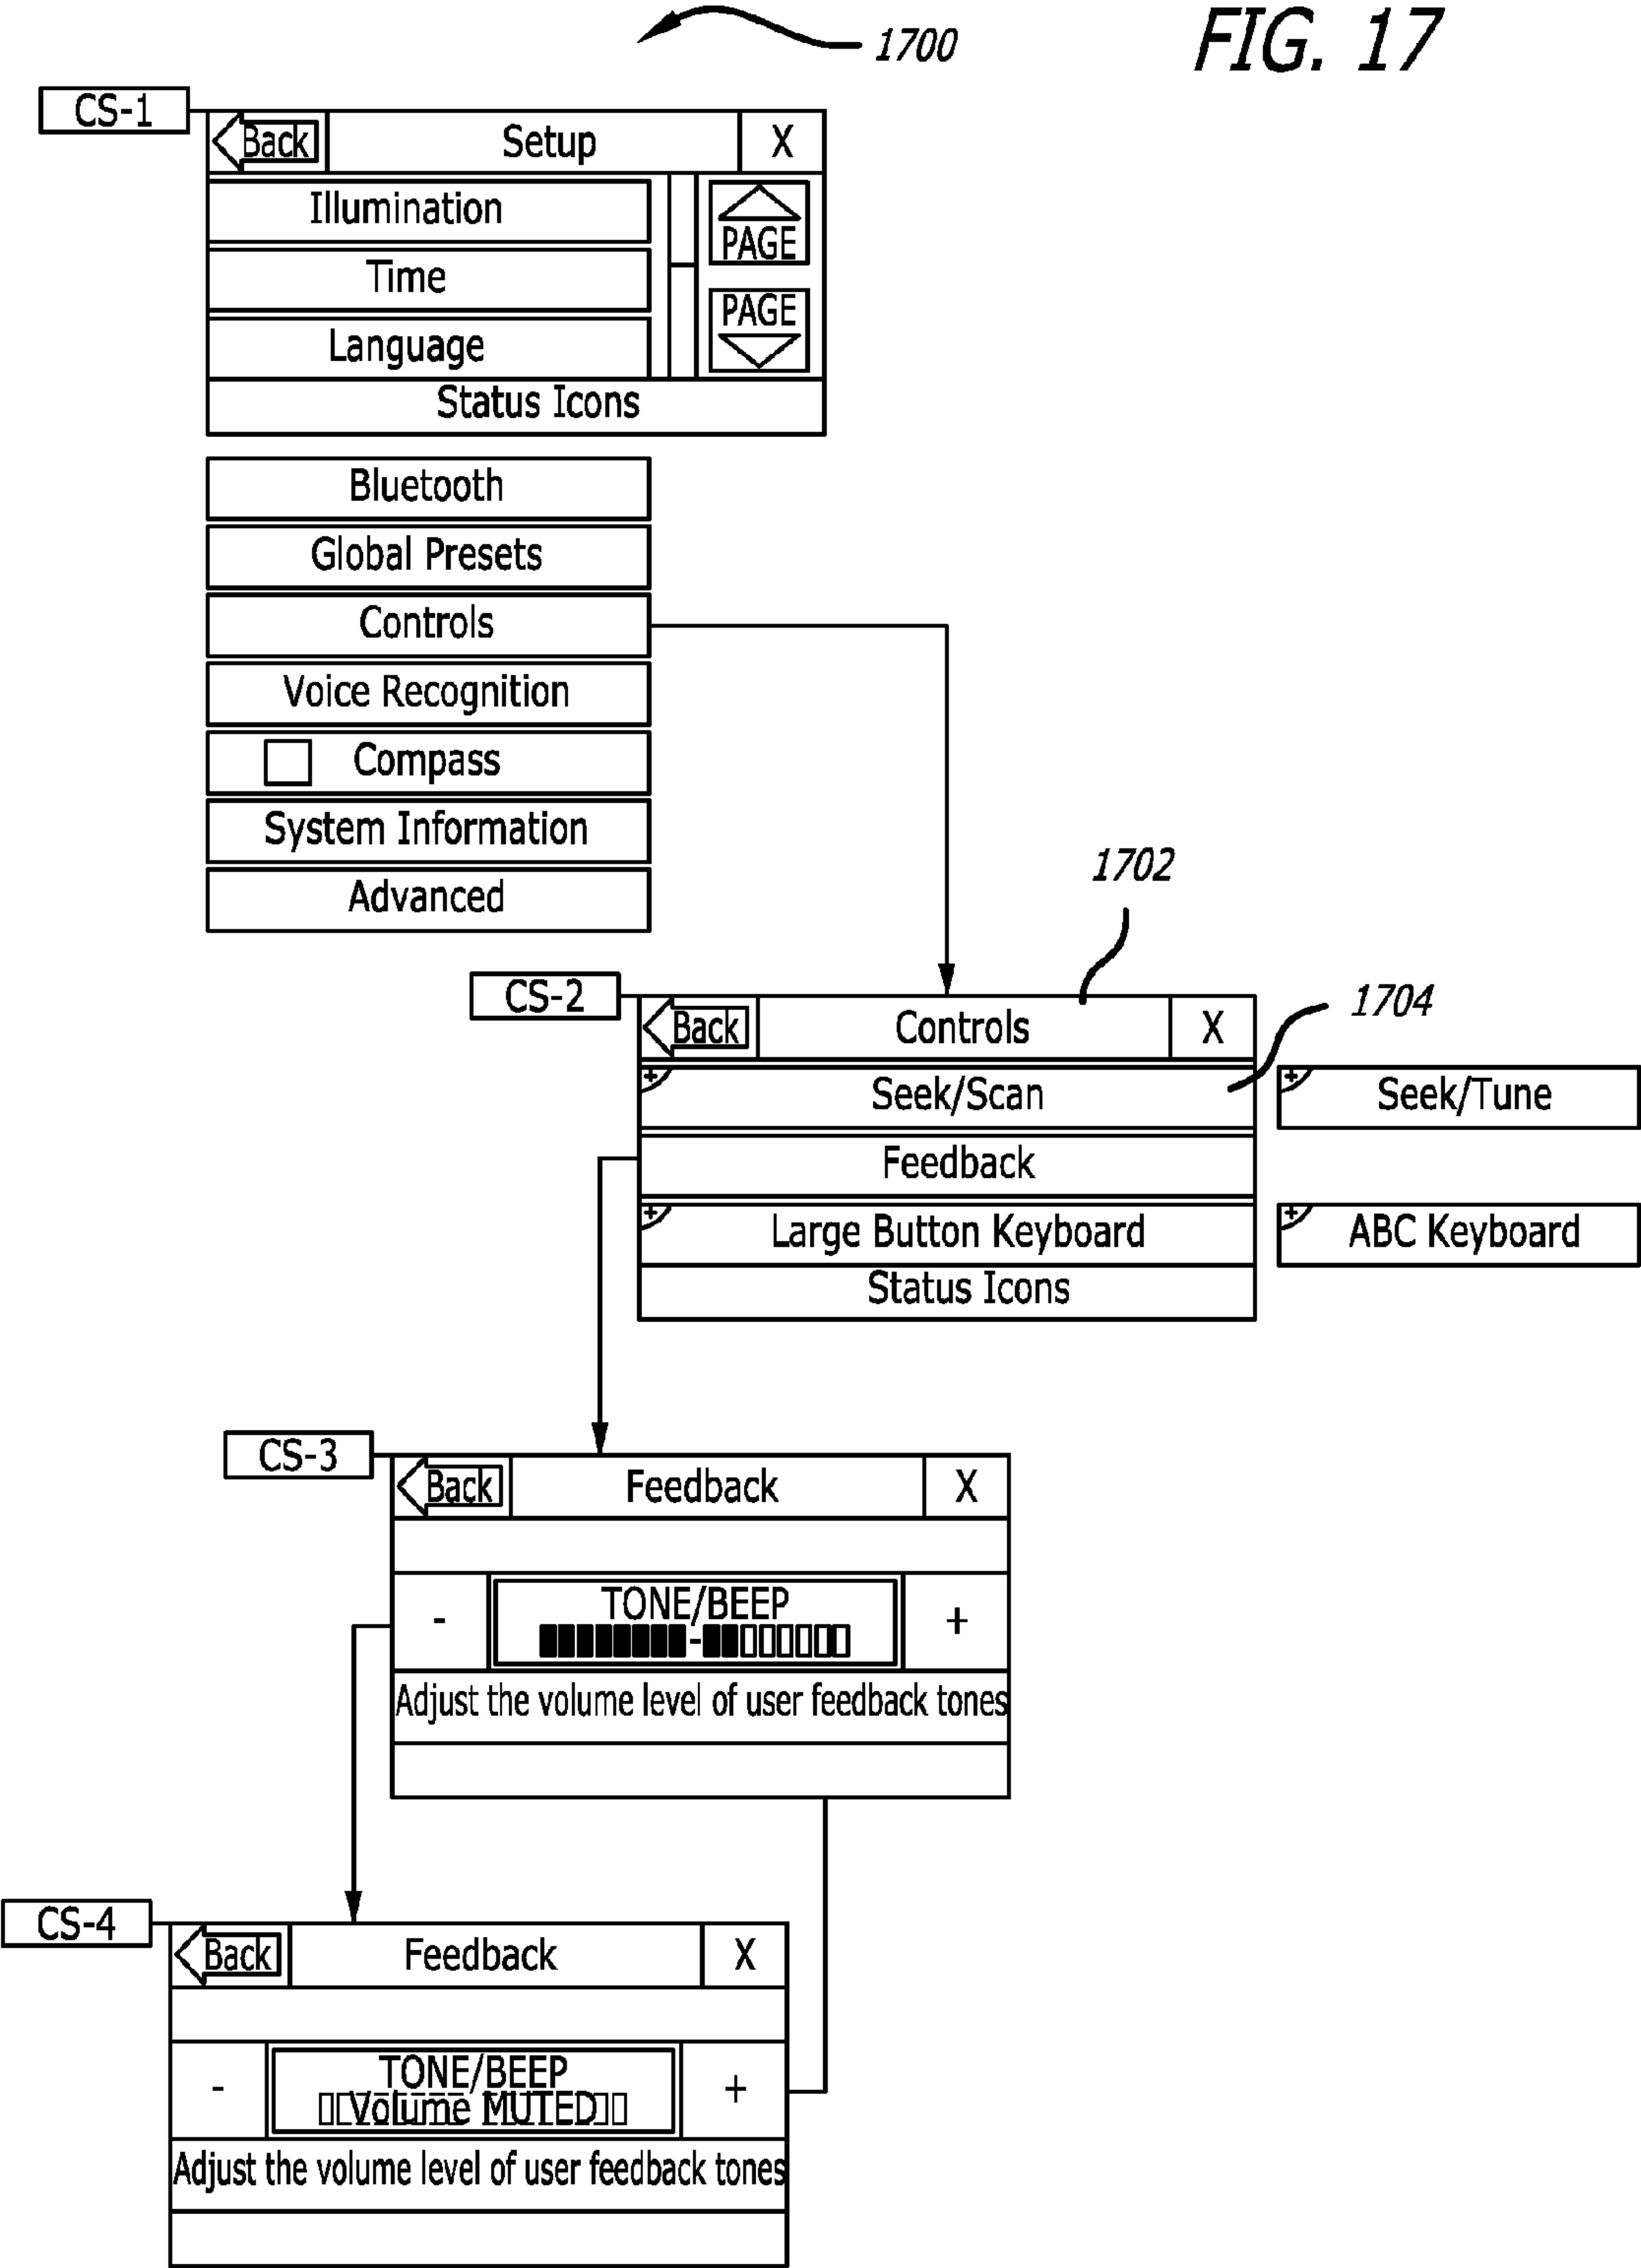 1700
FIG. 17
CS-1
Back Setup X
Illumination
PAGE
Time
PAGE
Language
Status Icons
Bluetooth
Global Presets
Controls
Voice Recognition
Compass
System Information
Advanced
1702
CS-2
Back Controls X
1704
+ Seek/Scan
+ Seek/Tune
Feedback
+ Large Button Keyboard
+ ABC Keyboard
Status Icons
CS-3
Back Feedback X
TONE/BEEP
- +
-
Adjust the volume level of user feedback tones
CS-4
Back Feedback X
TONE/BEEP
- +
Volume MUTED
Adjust the volume level of user feedback tones